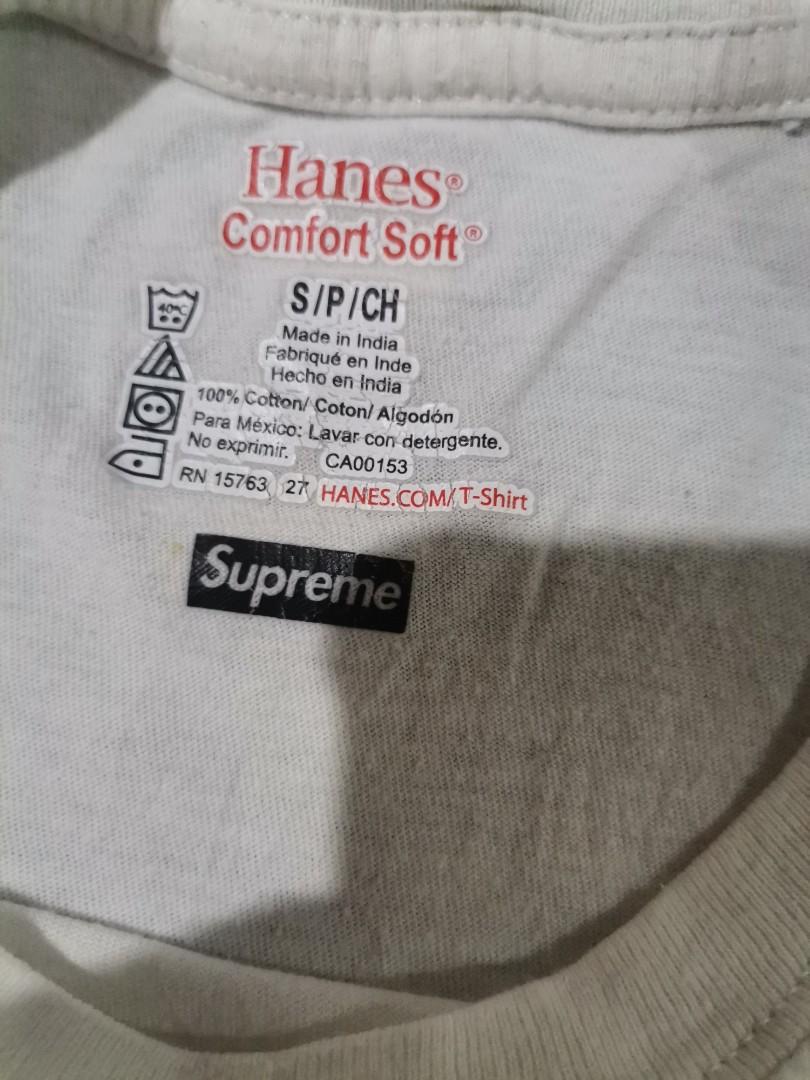 Hanes®
Comfort Soft®
S/P/CH
40°C
Made in India
Fabriqué en Inde
Hecho en India
100% Cotton/ Coton/ Algodón
Para México: Lavar con detergente.
No exprimir. CA00153
RN 15763 27 HANES.COM/T-Shirt
Supreme